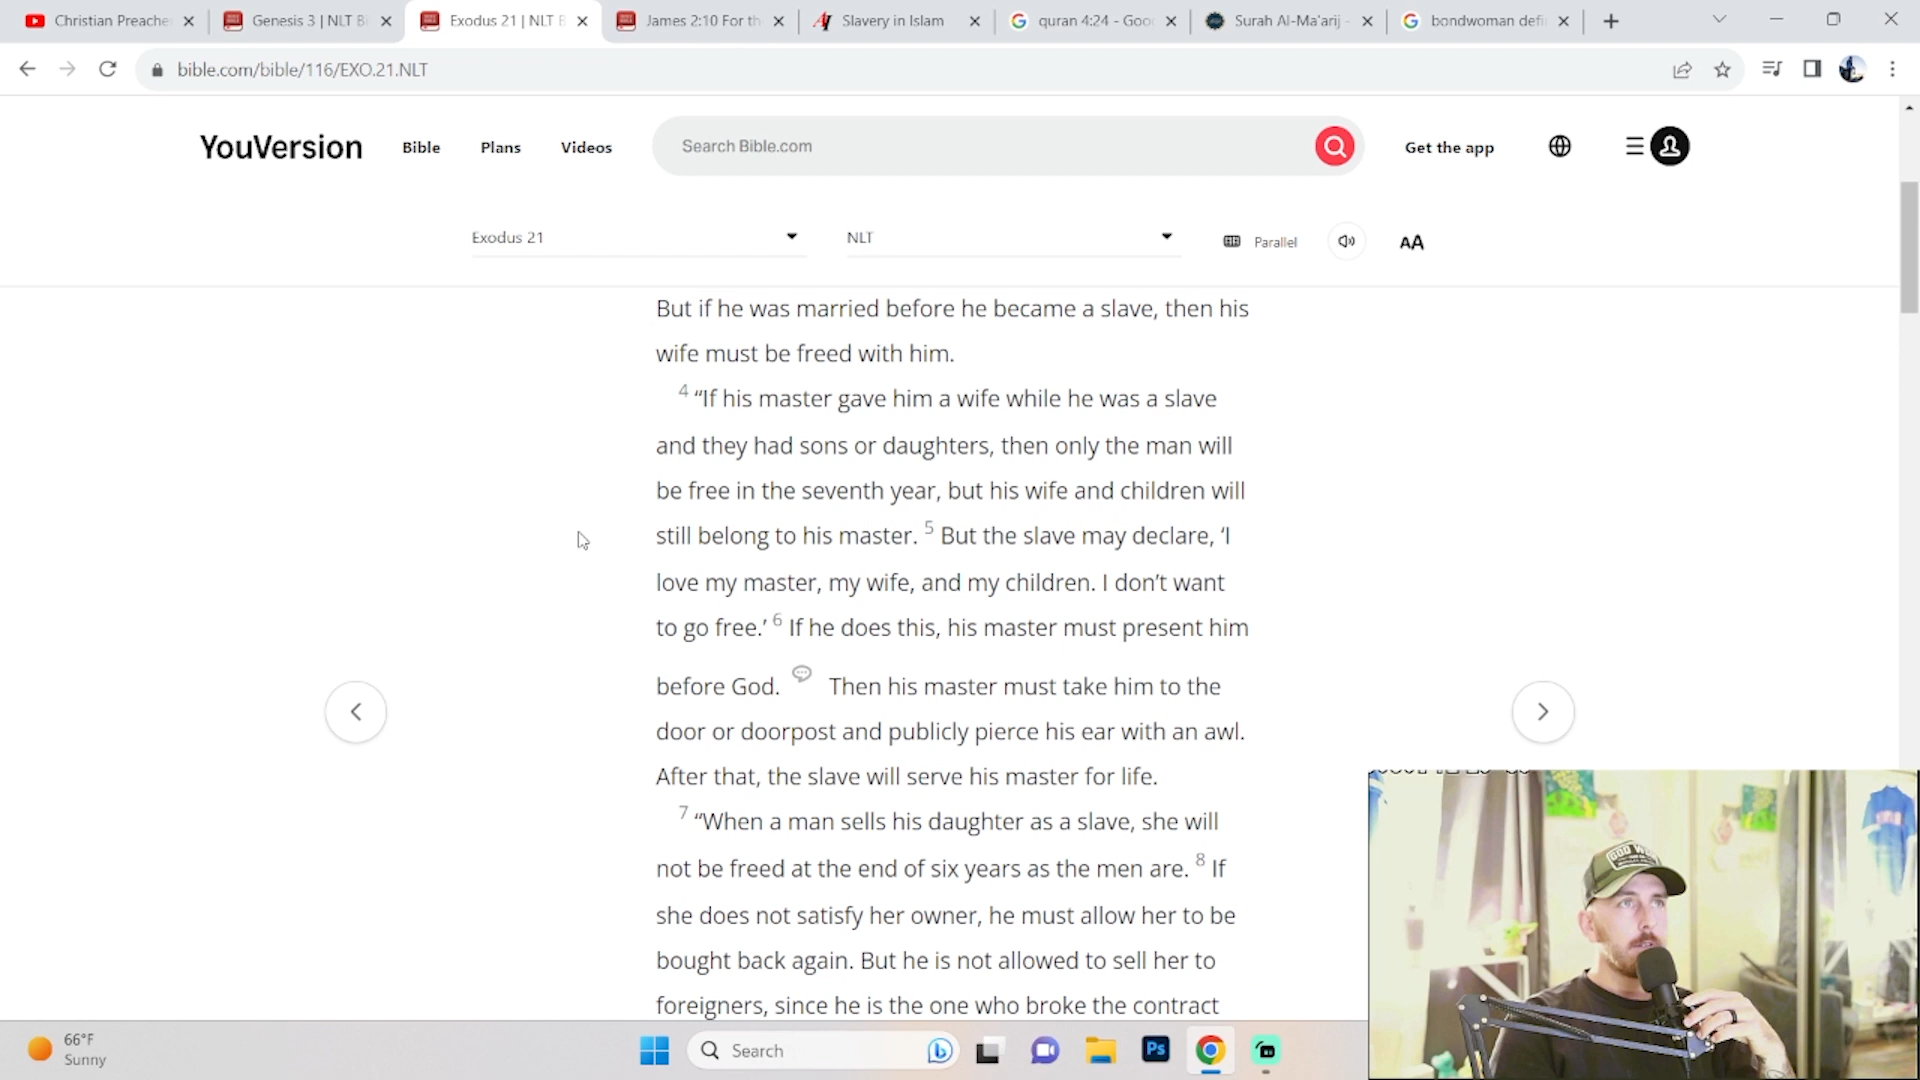 Christian Preache
Genesis 3 | NLT Bi
Exodus 21 | NLT B
James 2:10 For th
Slavery in Islam
quran 4:24 - Goo
Surah Al-Ma'arij -
bondwoman defi
bible.com/bible/116/EXO.21.NLT
YouVersion
Bible
Plans
Videos
Search Bible.com
Get the app
Exodus 21
NLT
Parallel
AA
But if he was married before he became a slave, then his
wife must be freed with him.
4 “If his master gave him a wife while he was a slave
and they had sons or daughters, then only the man will
be free in the seventh year, but his wife and children will
still belong to his master. 5 But the slave may declare, ‘I
love my master, my wife, and my children. I don’t want
to go free.’ 6 If he does this, his master must present him
before God. Then his master must take him to the
door or doorpost and publicly pierce his ear with an awl.
After that, the slave will serve his master for life.
7 “When a man sells his daughter as a slave, she will
not be freed at the end of six years as the men are. 8 If
she does not satisfy her owner, he must allow her to be
bought back again. But he is not allowed to sell her to
foreigners, since he is the one who broke the contract
66°F
Sunny
Search
Ps